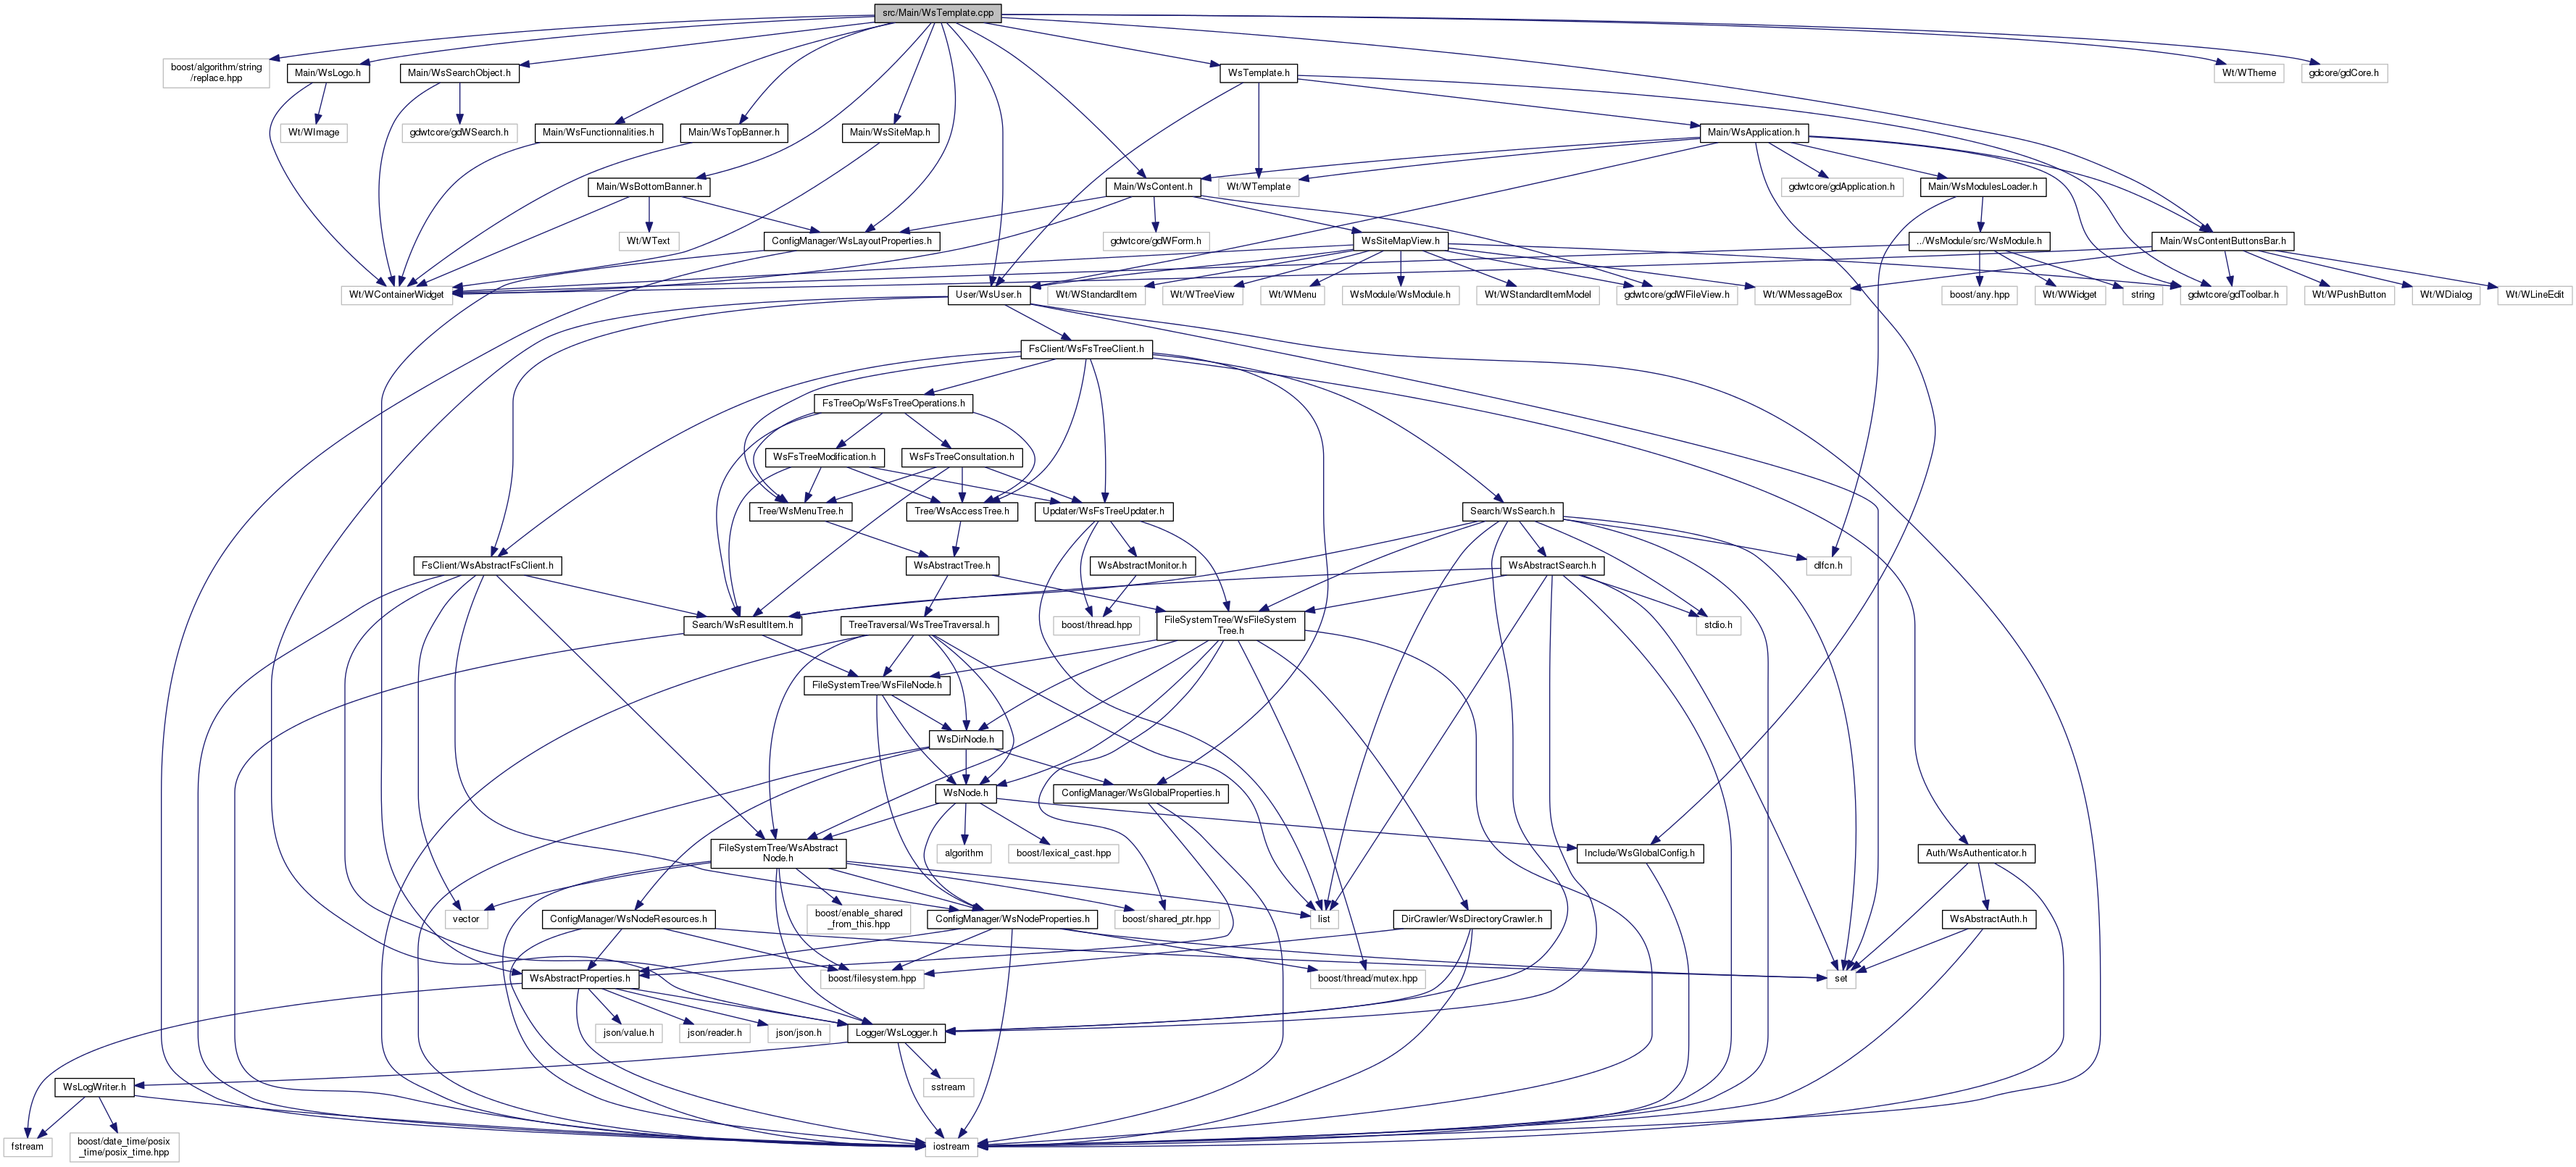 src/Main/WsTemplate.cpp
boost/algorithm/string
/replace.hpp
Main/WsLogo.h
Main/WsSearchObject.h
WsTemplate.h
Wt/WTheme
gdcore/gdCore.h
Wt/WImage
gdwtcore/gdWSearch.h
Main/WsFunctionnalities.h
Main/WsTopBanner.h
Main/WsSiteMap.h
Main/WsApplication.h
Main/WsBottomBanner.h
Main/WsContent.h
Wt/WTemplate
gdwtcore/gdApplication.h
Main/WsModulesLoader.h
Wt/WText
ConfigManager/WsLayoutProperties.h
gdwtcore/gdWForm.h
WsSiteMapView.h
../WsModule/src/WsModule.h
Main/WsContentButtonsBar.h
Wt/WContainerWidget
User/WsUser.h
Wt/WStandardItem
Wt/WTreeView
Wt/WMenu
WsModule/WsModule.h
Wt/WStandardItemModel
gdwtcore/gdWFileView.h
Wt/WMessageBox
boost/any.hpp
Wt/WWidget
string
gdwtcore/gdToolbar.h
Wt/WPushButton
Wt/WDialog
Wt/WLineEdit
FsClient/WsFsTreeClient.h
FsTreeOp/WsFsTreeOperations.h
WsFsTreeModification.h
WsFsTreeConsultation.h
Tree/WsMenuTree.h
Tree/WsAccessTree.h
Updater/WsFsTreeUpdater.h
Search/WsSearch.h
FsClient/WsAbstractFsClient.h
WsAbstractTree.h
WsAbstractMonitor.h
WsAbstractSearch.h
dlfcn.h
Search/WsResultItem.h
TreeTraversal/WsTreeTraversal.h
boost/thread.hpp
FileSystemTree/WsFileSystem
Tree.h
stdio.h
FileSystemTree/WsFileNode.h
WsDirNode.h
WsNode.h
ConfigManager/WsGlobalProperties.h
FileSystemTree/WsAbstract
Node.h
algorithm
boost/lexical_cast.hpp
Include/WsGlobalConfig.h
Auth/WsAuthenticator.h
vector
ConfigManager/WsNodeResources.h
boost/enable_shared
_from_this.hpp
ConfigManager/WsNodeProperties.h
boost/shared_ptr.hpp
list
DirCrawler/WsDirectoryCrawler.h
WsAbstractAuth.h
WsAbstractProperties.h
boost/filesystem.hpp
boost/thread/mutex.hpp
set
json/value.h
json/reader.h
json/json.h
Logger/WsLogger.h
WsLogWriter.h
sstream
fstream
boost/date_time/posix
_time/posix_time.hpp
iostream